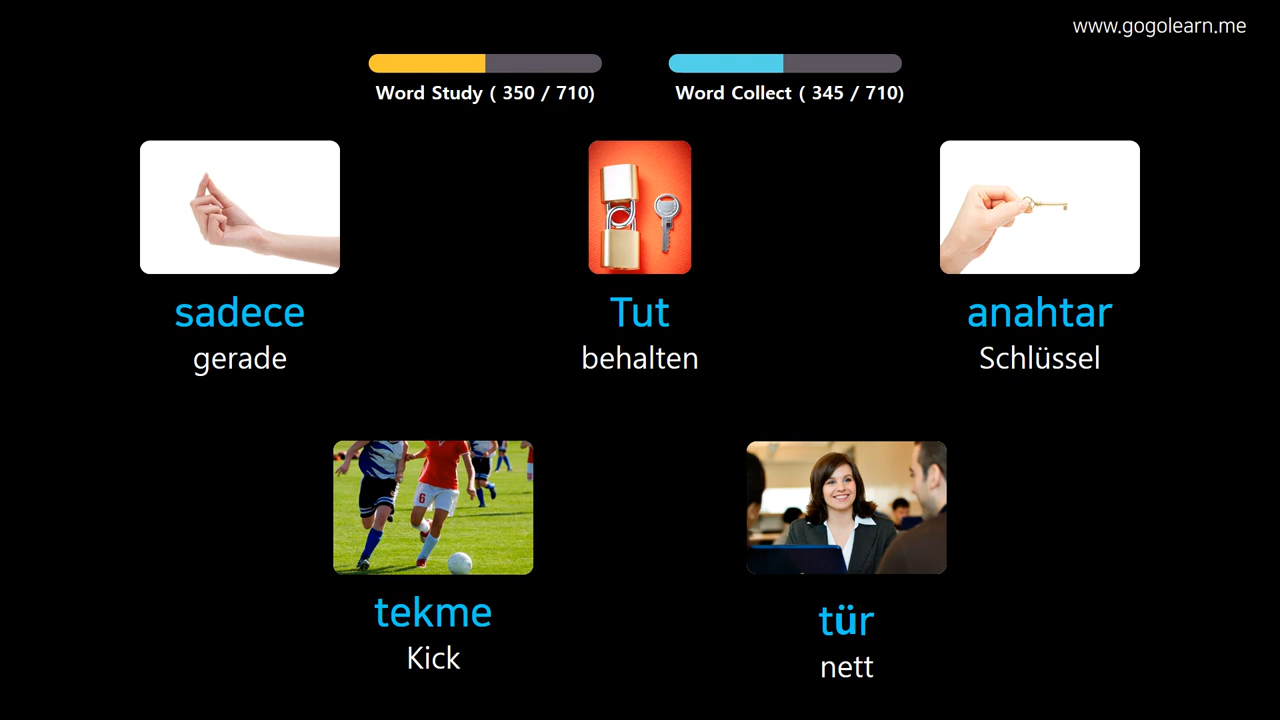 www.gogolearn.me
Word Study ( 350 / 710)
Word Collect ( 345 / 710)
sadece
gerade
Tut
behalten
anahtar
Schlüssel
6
tekme
Kick
tür
nett